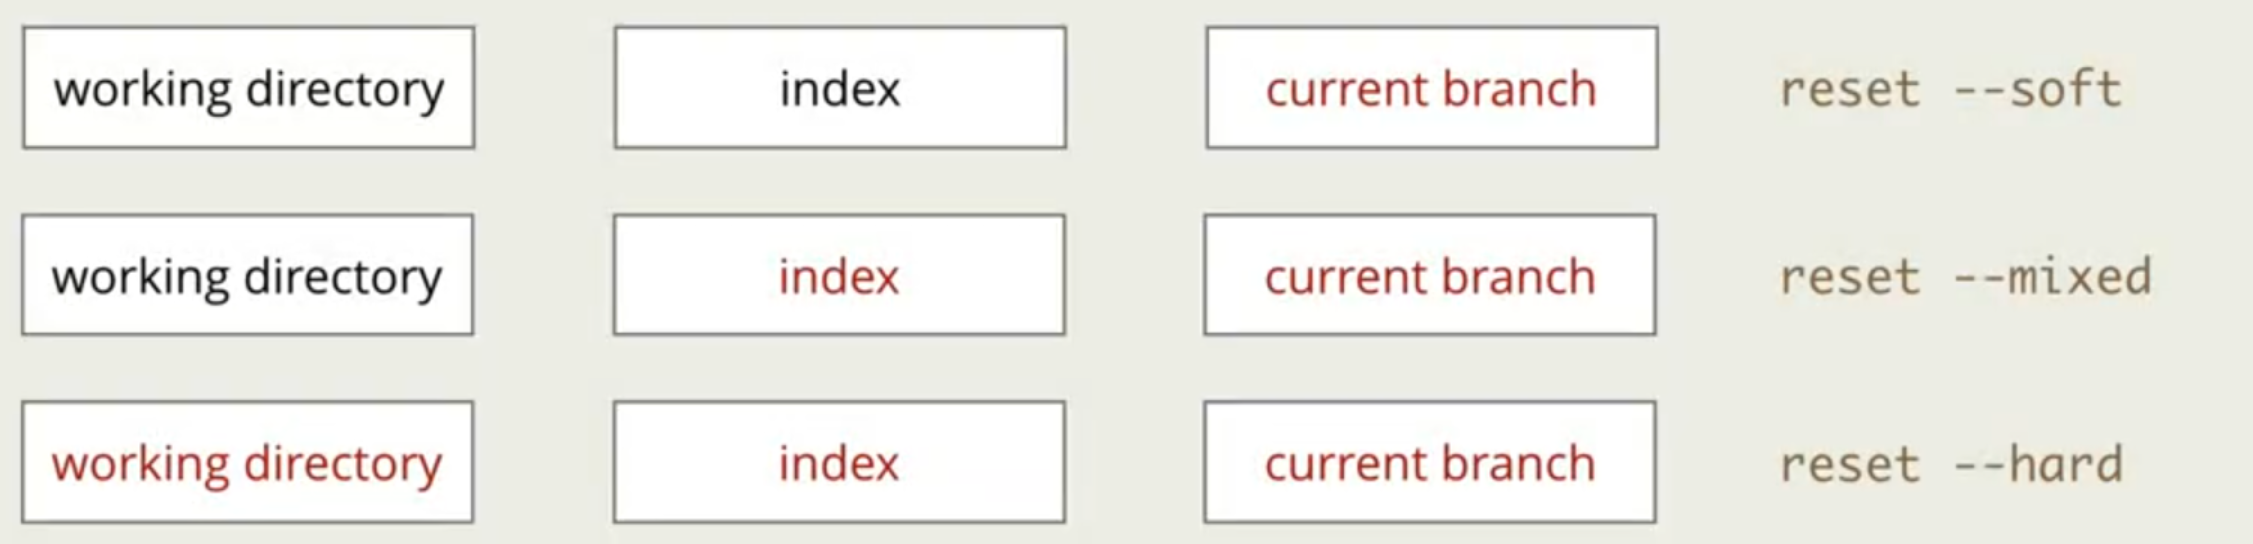 working directory index current branch reset --soft
working directory index current branch reset --mixed
working directory index current branch reset --hard